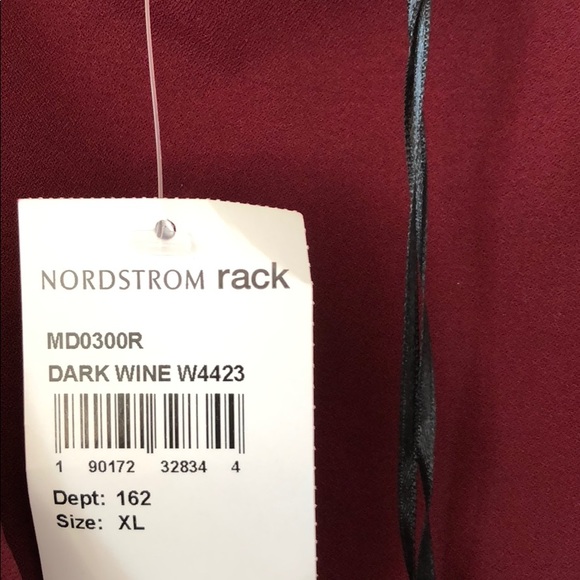 NORDSTROM rack
MD0300R
DARK WINE W4423
1 90172 32834 4
Dept: 162
Size: XL